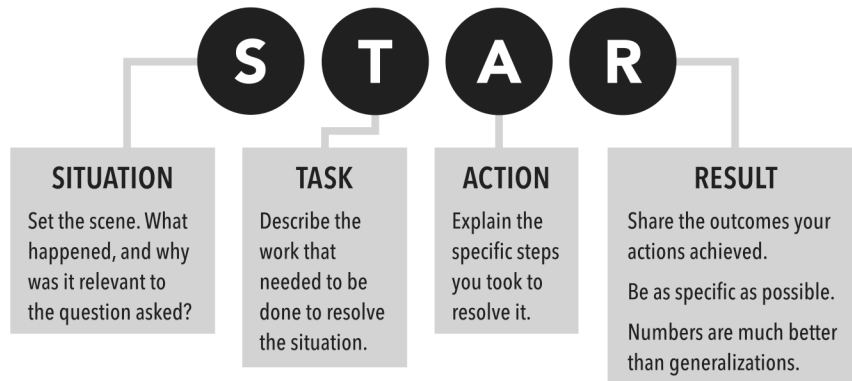 S T A R
SITUATION
Set the scene. What
happened, and why
was it relevant to
the question asked?
TASK
Describe the
work that
needed to be
done to resolve
the situation.
ACTION
Explain the
specific steps
you took to
resolve it.
RESULT
Share the outcomes your
actions achieved.
Be as specific as possible.
Numbers are much better
than generalizations.